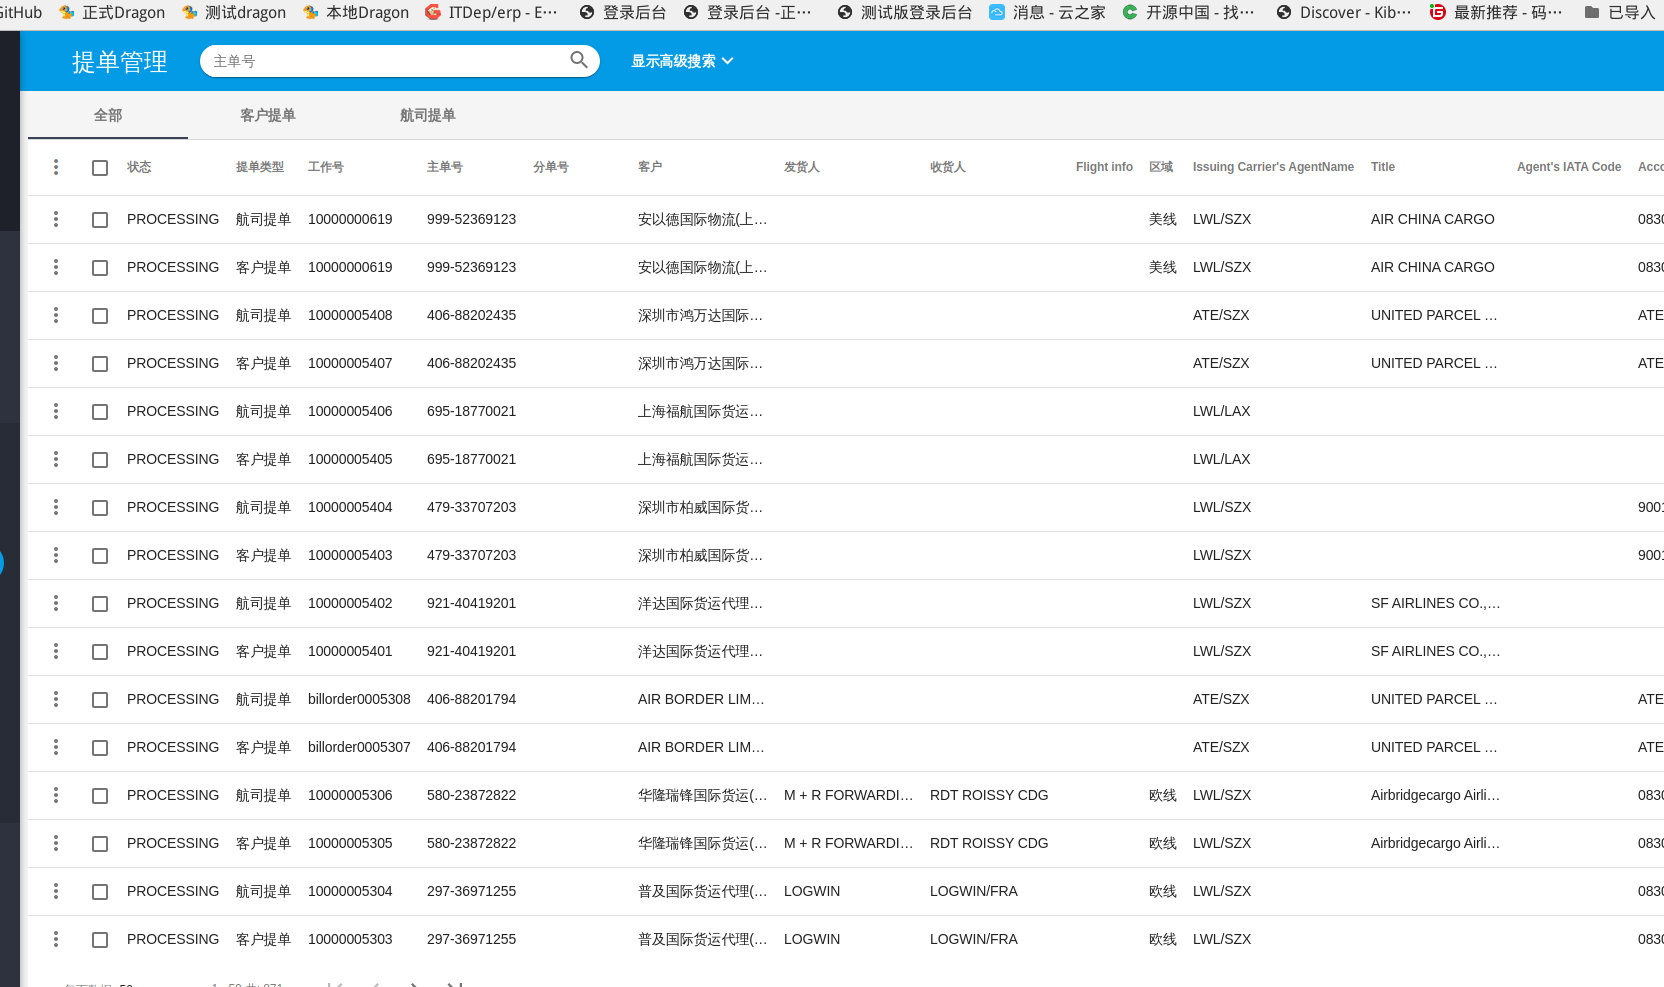 GitHub 正式Dragon 测试dragon 本地Dragon ITDep/erp - E… 登录后台 登录后台 -正… 测试版登录后台 消息 - 云之家 开源中国 - 找… Discover - Kib… 最新推荐 - 码… 已导入
提单管理 主单号 显示高级搜索
全部 客户提单 航司提单
状态 提单类型 工作号 主单号 分单号 客户 发货人 收货人 Flight info 区域 Issuing Carrier's AgentName Title Agent's IATA Code Acco
PROCESSING 航司提单 10000000619 999-52369123 安以德国际物流(上… 美线 LWL/SZX AIR CHINA CARGO 0830
PROCESSING 客户提单 10000000619 999-52369123 安以德国际物流(上… 美线 LWL/SZX AIR CHINA CARGO 0830
PROCESSING 航司提单 10000005408 406-88202435 深圳市鸿万达国际… ATE/SZX UNITED PARCEL … ATE
PROCESSING 客户提单 10000005407 406-88202435 深圳市鸿万达国际… ATE/SZX UNITED PARCEL … ATE
PROCESSING 航司提单 10000005406 695-18770021 上海福航国际货运… LWL/LAX
PROCESSING 客户提单 10000005405 695-18770021 上海福航国际货运… LWL/LAX
PROCESSING 航司提单 10000005404 479-33707203 深圳市柏威国际货… LWL/SZX 9001
PROCESSING 客户提单 10000005403 479-33707203 深圳市柏威国际货… LWL/SZX 9001
PROCESSING 航司提单 10000005402 921-40419201 洋达国际货运代理… LWL/SZX SF AIRLINES CO.,…
PROCESSING 客户提单 10000005401 921-40419201 洋达国际货运代理… LWL/SZX SF AIRLINES CO.,…
PROCESSING 航司提单 billorder0005308 406-88201794 AIR BORDER LIM… ATE/SZX UNITED PARCEL … ATE
PROCESSING 客户提单 billorder0005307 406-88201794 AIR BORDER LIM… ATE/SZX UNITED PARCEL … ATE
PROCESSING 航司提单 10000005306 580-23872822 华隆瑞锋国际货运(… M + R FORWARDI… RDT ROISSY CDG 欧线 LWL/SZX Airbridgecargo Airli… 0830
PROCESSING 客户提单 10000005305 580-23872822 华隆瑞锋国际货运(… M + R FORWARDI… RDT ROISSY CDG 欧线 LWL/SZX Airbridgecargo Airli… 0830
PROCESSING 航司提单 10000005304 297-36971255 普及国际货运代理(… LOGWIN LOGWIN/FRA 欧线 LWL/SZX 0830
PROCESSING 客户提单 10000005303 297-36971255 普及国际货运代理(… LOGWIN LOGWIN/FRA 欧线 LWL/SZX 0830